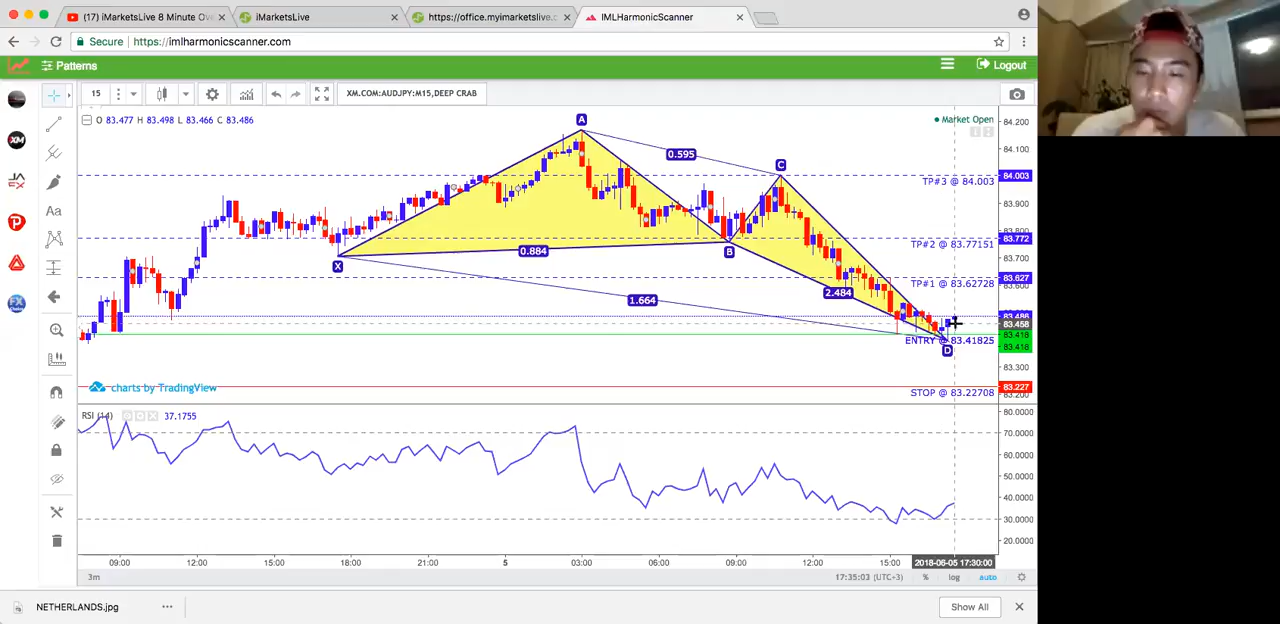 (17) iMarketsLive 8 Minute Ov
iMarketsLive
https://office.myimarketslive.c
IMLHarmonicScanner
Secure
https://imlharmonicscanner.com
Patterns
Logout
15
XM.COM:AUDJPY:M15,DEEP CRAB
O 83.477 H 83.498 L 83.466 C 83.486
Market Open
XM
Aa
A
0.595
C
X
0.884
B
2.484
1.664
D
TP#3 @ 84.003
TP#2 @ 83.77151
TP#1 @ 83.62728
ENTRY @ 83.41825
STOP @ 83.22708
84.200
84.100
84.003
83.900
83.772
83.700
83.627
83.486
83.458
83.418
83.418
83.300
83.227
charts by TradingView
RSI (14)
37.1755
80.0000
70.0000
60.0000
50.0000
40.0000
30.0000
20.0000
09:00
12:00
15:00
18:00
21:00
5
03:00
06:00
09:00
12:00
15:00
2018-06-05 17:30:00
3m
17:35:03 (UTC+3)
%
log
auto
NETHERLANDS.jpg
Show All